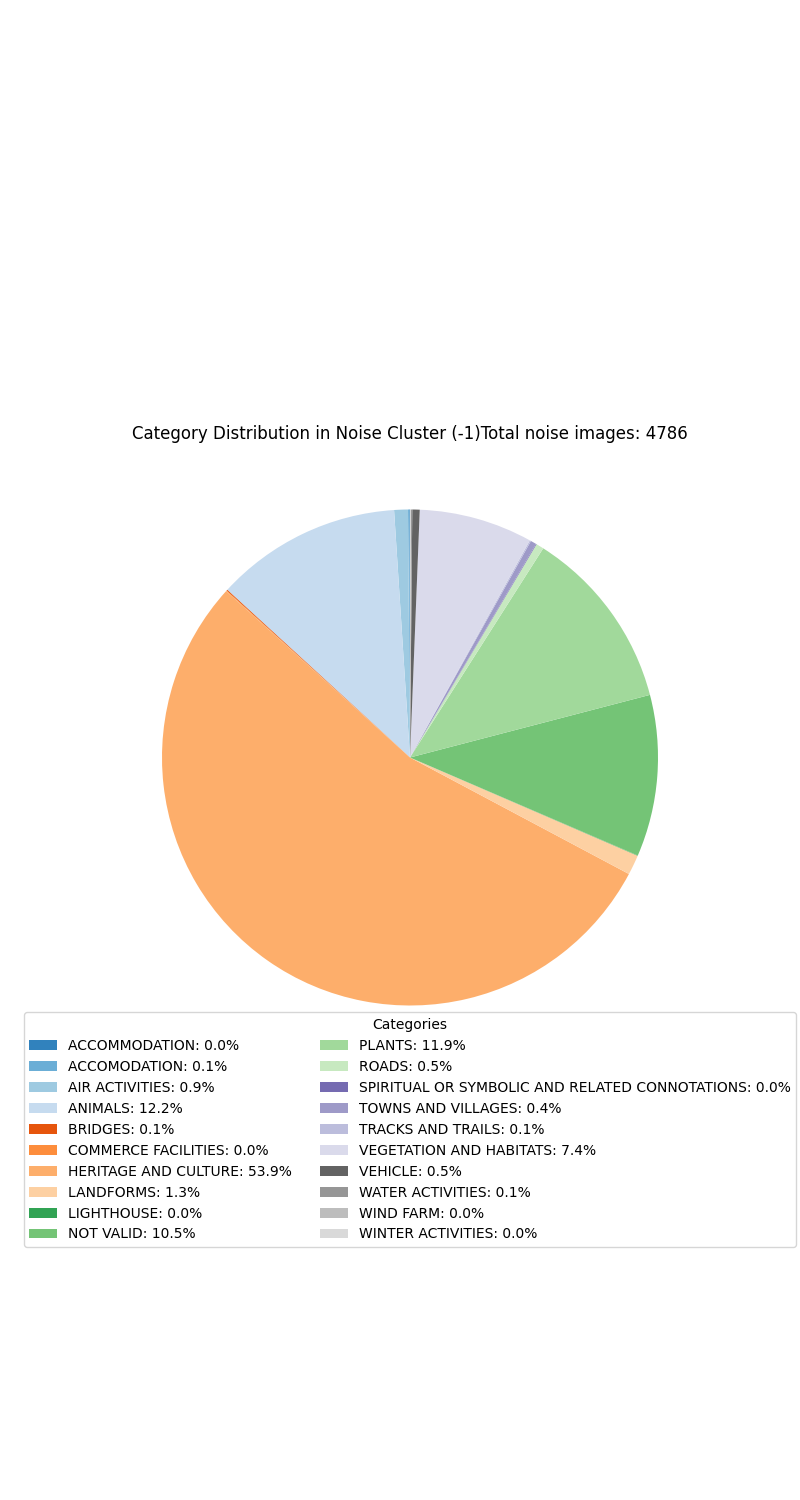 Category Distribution in Noise Cluster (-1)Total noise images: 4786
Categories
ACCOMMODATION: 0.0%
ACCOMODATION: 0.1%
AIR ACTIVITIES: 0.9%
ANIMALS: 12.2%
BRIDGES: 0.1%
COMMERCE FACILITIES: 0.0%
HERITAGE AND CULTURE: 53.9%
LANDFORMS: 1.3%
LIGHTHOUSE: 0.0%
NOT VALID: 10.5%
PLANTS: 11.9%
ROADS: 0.5%
SPIRITUAL OR SYMBOLIC AND RELATED CONNOTATIONS: 0.0%
TOWNS AND VILLAGES: 0.4%
TRACKS AND TRAILS: 0.1%
VEGETATION AND HABITATS: 7.4%
VEHICLE: 0.5%
WATER ACTIVITIES: 0.1%
WIND FARM: 0.0%
WINTER ACTIVITIES: 0.0%